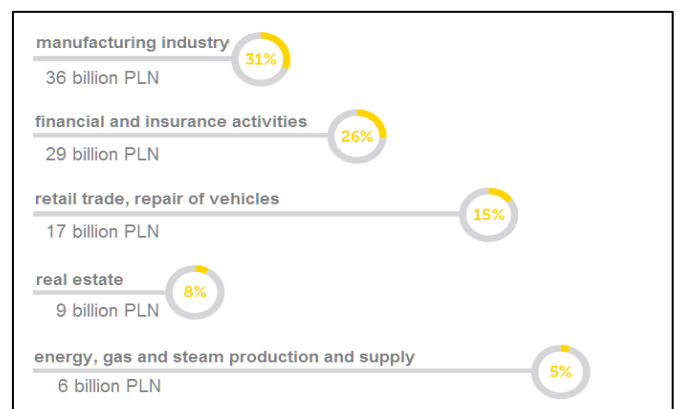 manufacturing industry
31%
36 billion PLN
financial and insurance activities
26%
29 billion PLN
retail trade, repair of vehicles
15%
17 billion PLN
real estate
8%
9 billion PLN
energy, gas and steam production and supply
5%
6 billion PLN